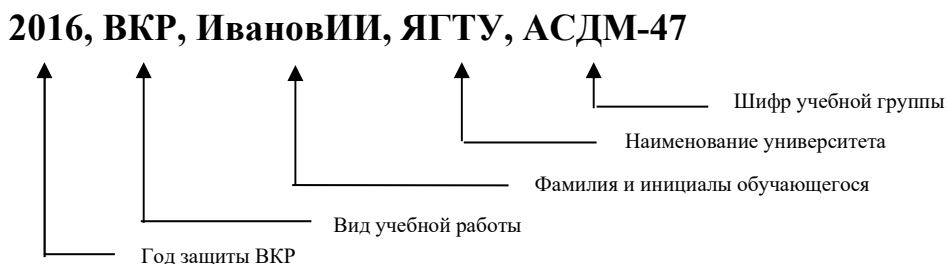 2016, ВКР, ИвановИИ, ЯГТУ, АСДМ-47
Шифр учебной группы
Наименование университета
Фамилия и инициалы обучающегося
Вид учебной работы
Год защиты ВКР